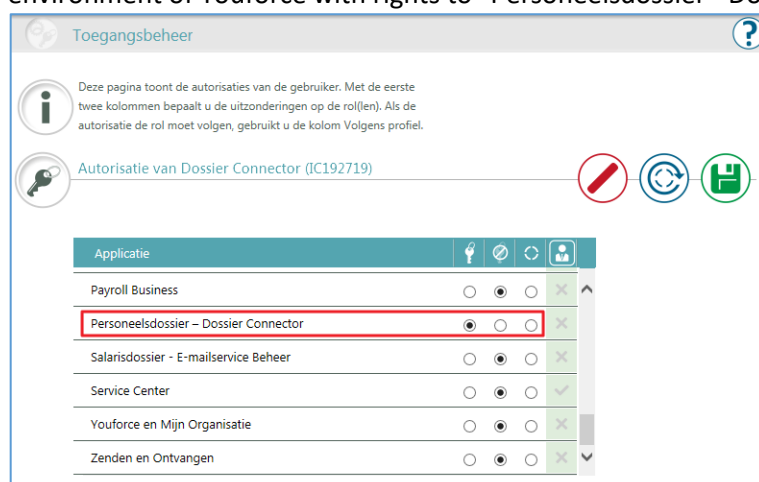 environment of Youforce with rights to "Personeelsdossier - Do
Toegangsbeheer
?
i
Deze pagina toont de autorisaties van de gebruiker. Met de eerste
twee kolommen bepaalt u de uitzonderingen op de rol(len). Als de
autorisatie de rol moet volgen, gebruikt u de kolom Volgens profiel.
Autorisatie van Dossier Connector (IC192719)
Applicatie
Payroll Business
Personeelsdossier – Dossier Connector
Salarisdossier - E-mailservice Beheer
Service Center
Youforce en Mijn Organisatie
Zenden en Ontvangen